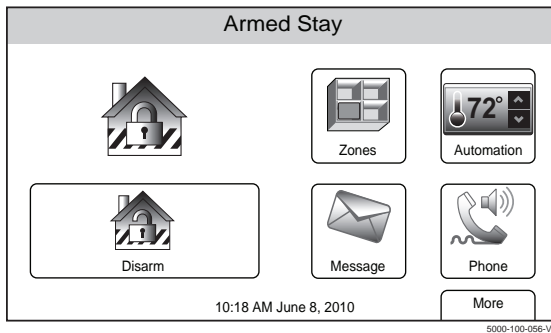 Armed Stay
72°
Zones
Automation
Disarm
Message
Phone
10:18 AM June 8, 2010
More
5000-100-056-V